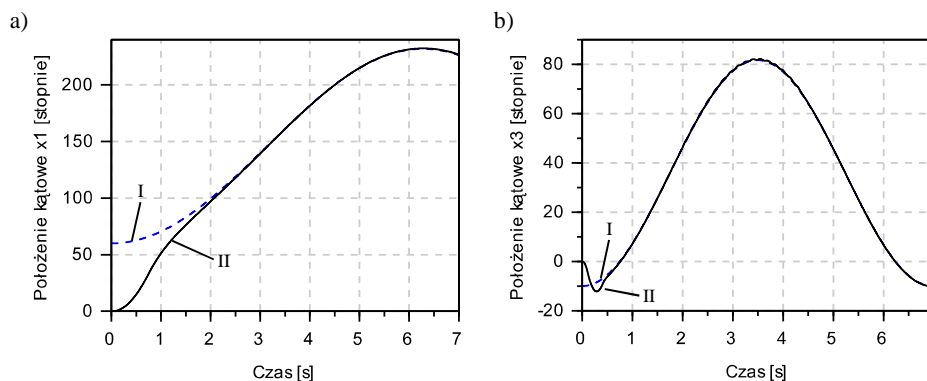 a)
Położenie kątowe x1 [stopnie]
200
150
100
50
0
I
II
0 1 2 3 4 5 6 7
Czas [s]
b)
Położenie kątowe x3 [stopnie]
80
60
40
20
0
-20
I
II
0 1 2 3 4 5 6
Czas [s]